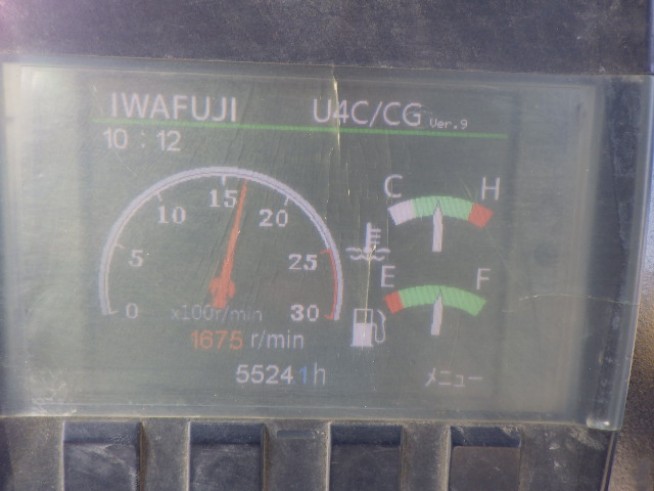 IWAFUJI U4C/CG Ver.9
10:12
0 5 10 15 20 25 30
x100r/min
1675 r/min
C H
E F
55241h
メニュー